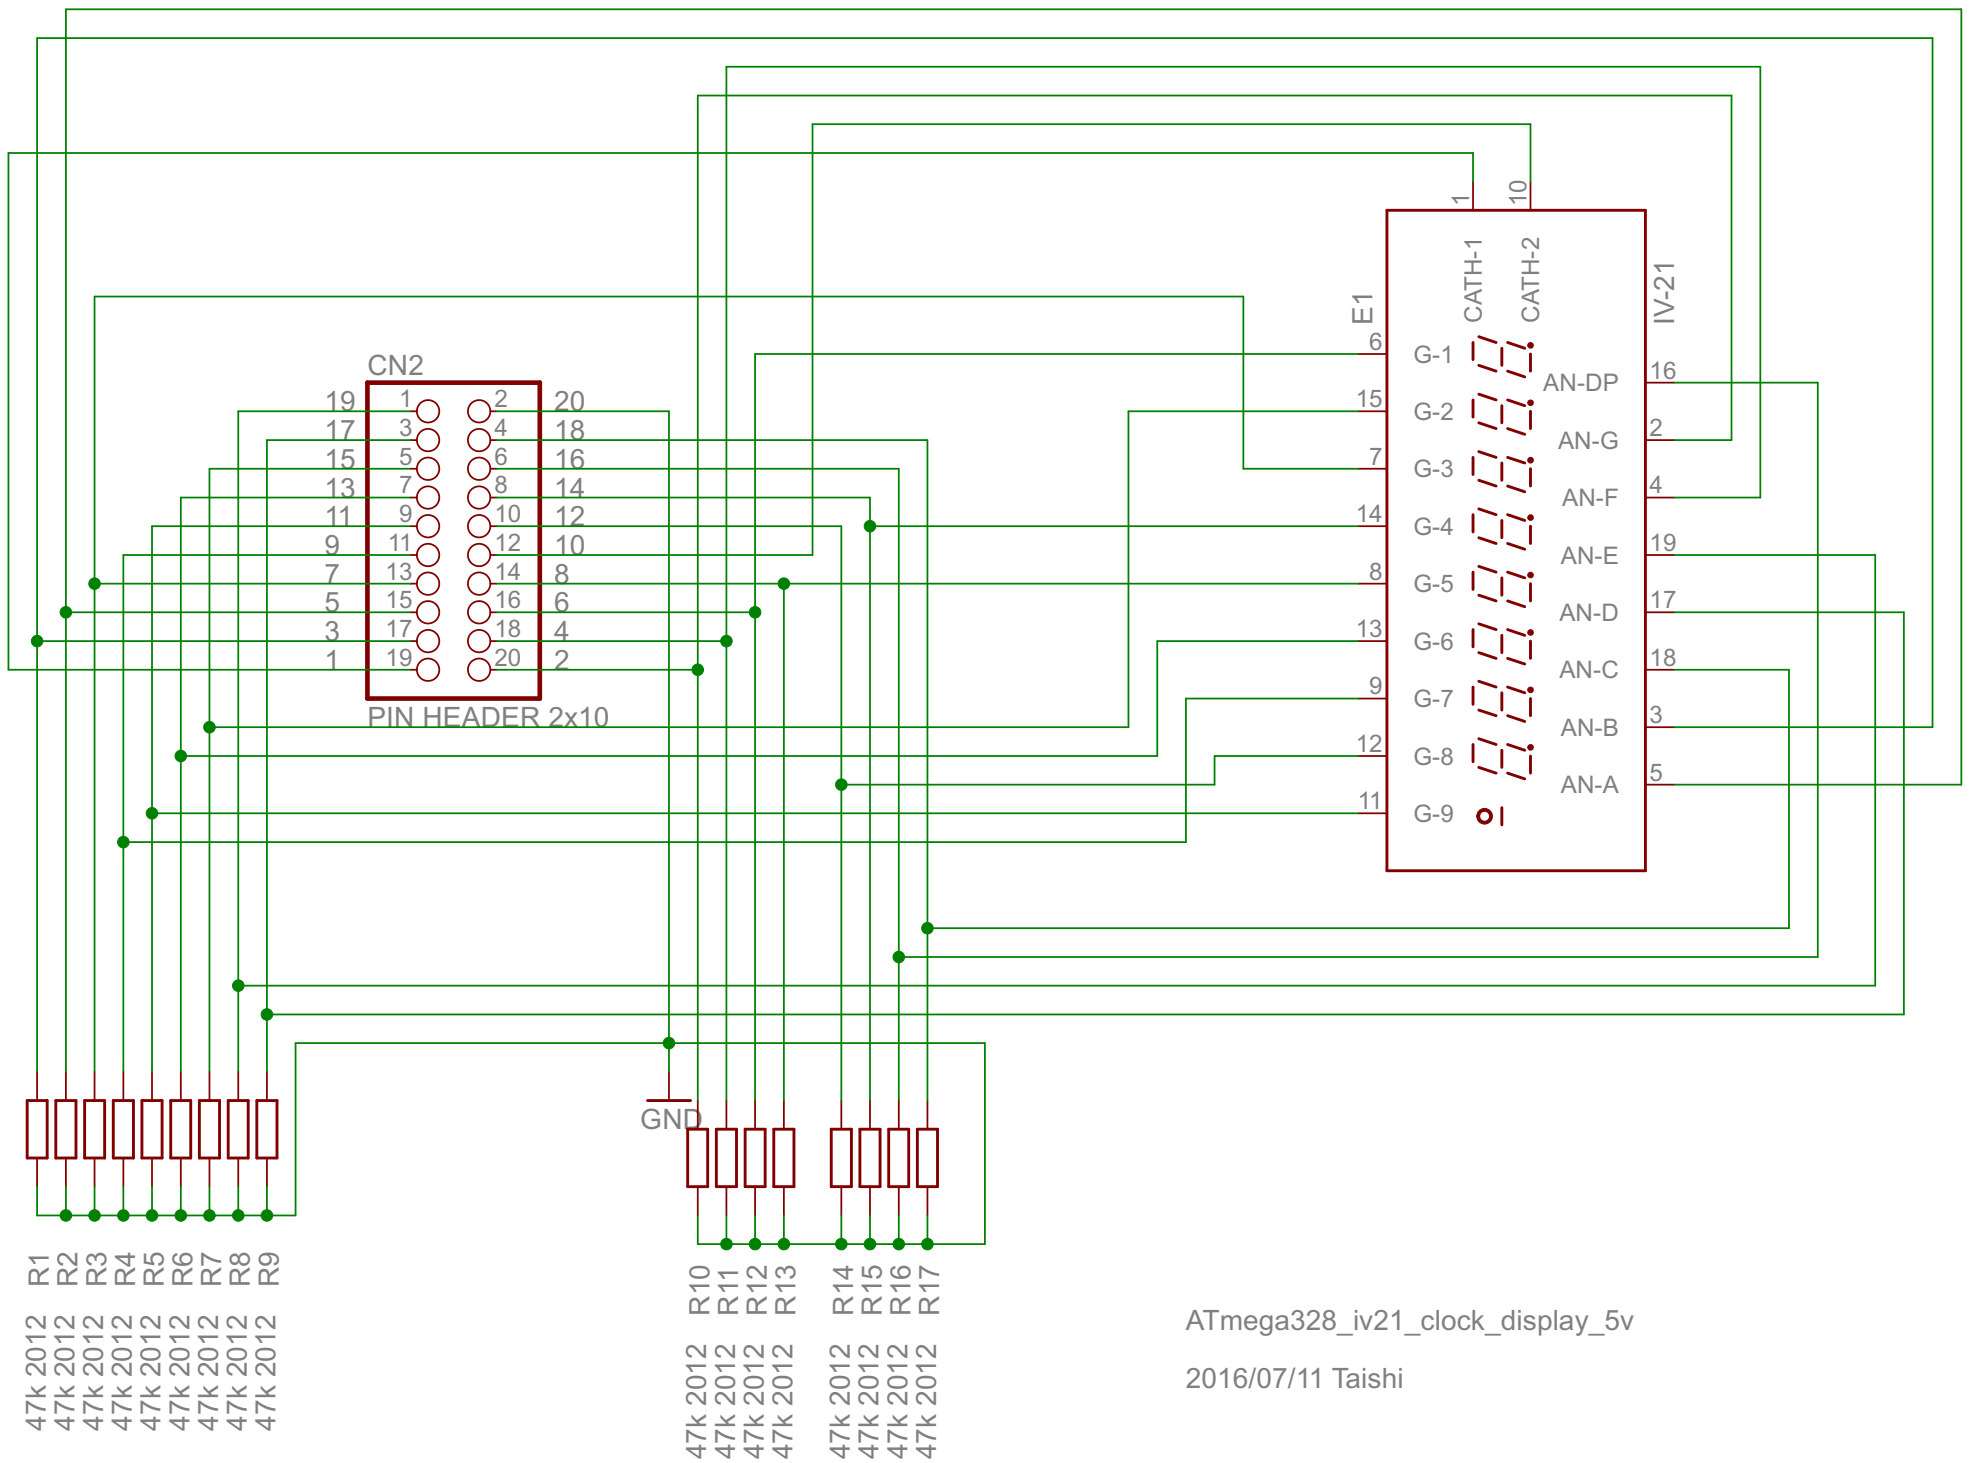 1
10
CATH-1
CATH-2
E1
IV-21
6 G-1
15 G-2
7 G-3
14 G-4
8 G-5
13 G-6
9 G-7
12 G-8
11 G-9
AN-DP 16
AN-G 2
AN-F 4
AN-E 19
AN-D 17
AN-C 18
AN-B 3
AN-A 5
CN2
19 1 2 20
17 3 4 18
15 5 6 16
13 7 8 14
11 9 10 12
9 11 12 10
7 13 14 8
5 15 16 6
3 17 18 4
1 19 20 2
PIN HEADER 2x10
GND
R1
47k 2012
R2
47k 2012
R3
47k 2012
R4
47k 2012
R5
47k 2012
R6
47k 2012
R7
47k 2012
R8
47k 2012
R9
47k 2012
R10
47k 2012
R11
47k 2012
R12
47k 2012
R13
47k 2012
R14
47k 2012
R15
47k 2012
R16
47k 2012
R17
47k 2012
ATmega328_iv21_clock_display_5v
2016/07/11 Taishi